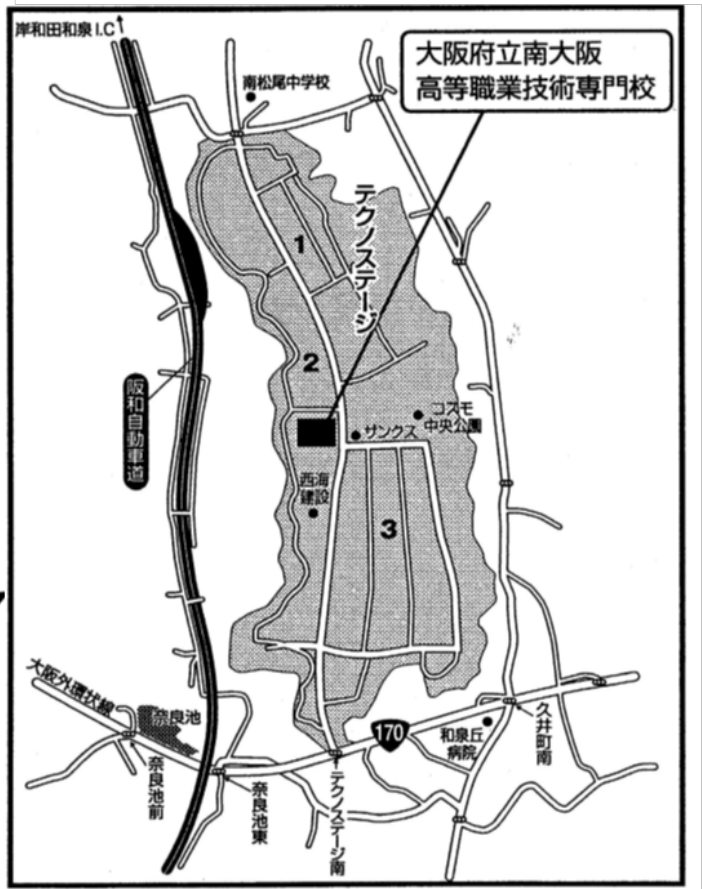 岸和田和泉I.C
大阪府立南大阪
高等職業技術専門校
南松尾中学校
テクノステージ
1
2
阪和自動車道
コスモ
中央公園
サンクス
西海
建設
3
大阪外環状線
奈良池
170
和泉丘
病院
久井町南
奈良池前
奈良池東
テクノステージ南